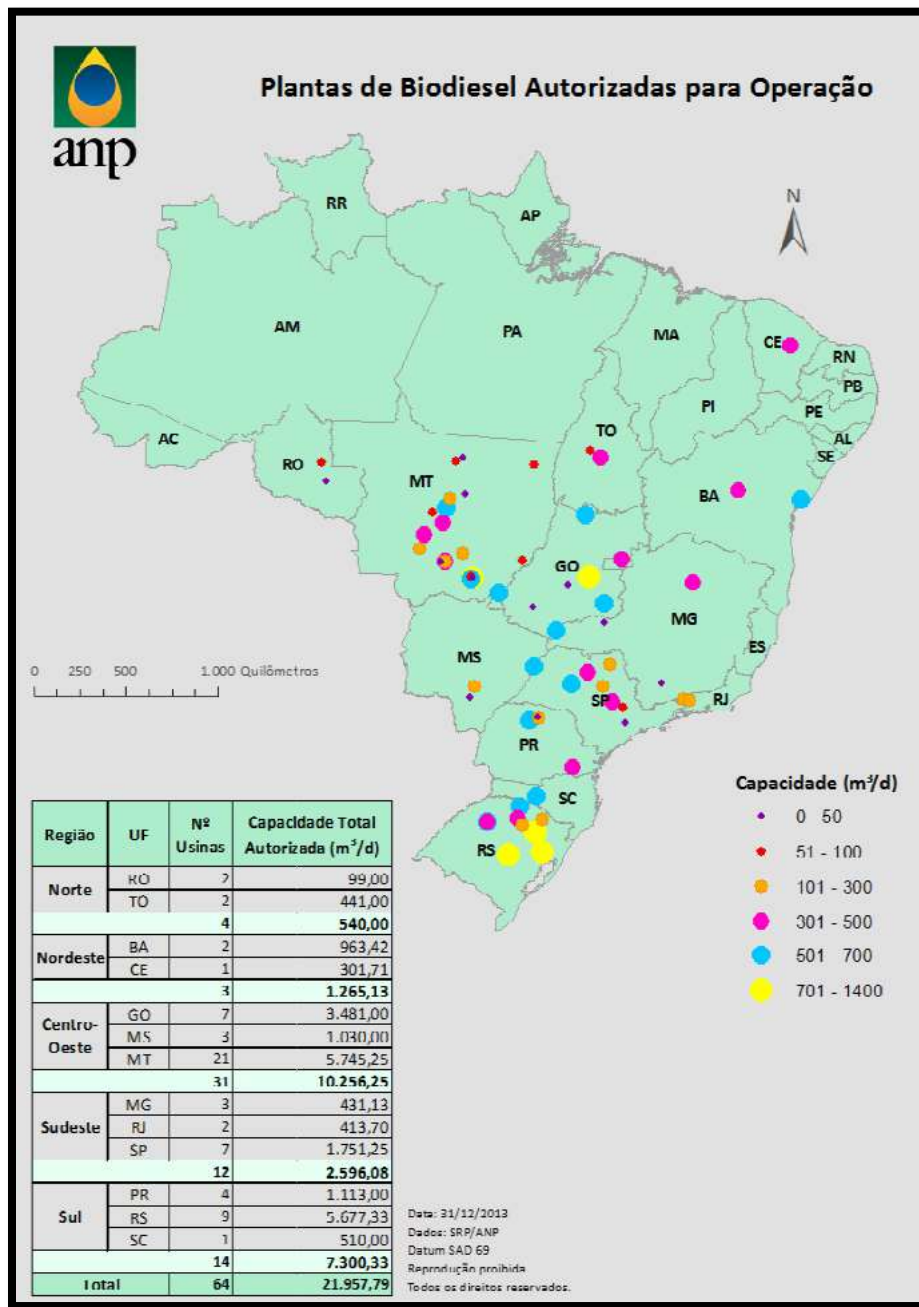 anp
Plantas de Biodiesel Autorizadas para Operação
N
RR
AP
AM
PA
MA
CE
RN
PB
PE
AL
SE
PI
AC
RO
TO
MT
BA
GO
MG
ES
MS
SP
RJ
PR
SC
RS
0 250 500 1.000 Quilômetros
Capacidade (m³/d)
0 50
51 - 100
101 - 300
301 - 500
501 700
701 - 1400
Região UF Nº Usinas Capacidade Total Autorizada (m³/d)
Norte RO 2 99,00
TO 2 441,00
4 540,00
Nordeste BA 2 963,42
CE 1 301,71
3 1.265,13
Centro-Oeste GO 7 3.481,00
MS 3 1.030,00
MT 21 5.745,25
31 10.256,25
Sudeste MG 3 431,13
RJ 2 413,70
SP 7 1.751,25
12 2.596,08
Sul PR 4 1.113,00
RS 9 5.677,33
SC 1 510,00
14 7.300,33
Total 64 21.957,79
Data: 31/12/2013
Dados: SRP/ANP
Datum SAD 69
Reprodução proibida
Todos os direitos reservados.